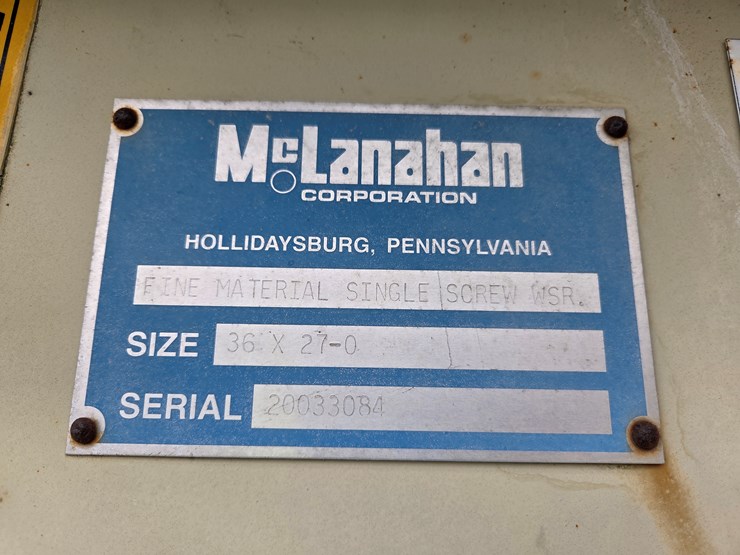 McLanahan
CORPORATION
HOLLIDAYSBURG, PENNSYLVANIA
FINE MATERIAL SINGLE SCREW WSR.
SIZE 36 X 27-0
SERIAL 20033084